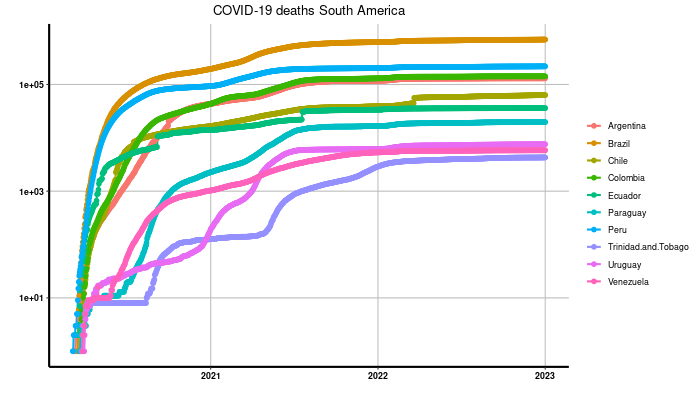 COVID-19 deaths South America
1e+05
1e+03
1e+01
2021
2022
2023
Argentina
Brazil
Chile
Colombia
Ecuador
Paraguay
Peru
Trinidad.and.Tobago
Uruguay
Venezuela